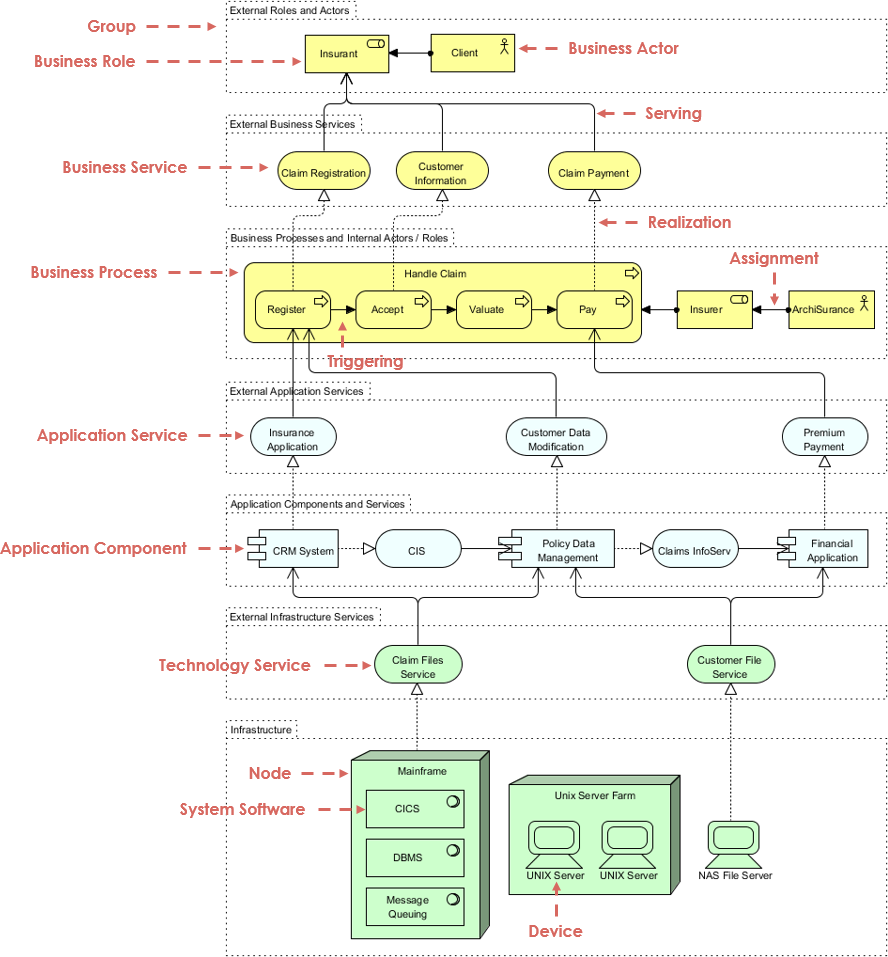 External Roles and Actors
Group
Insurant
Client
Business Actor
Business Role
Serving
External Business Services
Business Service
Claim Registration
Customer
Information
Claim Payment
Realization
Business Processes and Internal Actors / Roles
Assignment
Business Process
Handle Claim
Register
Accept
Valuate
Pay
Insurer
ArchiSurance
Triggering
External Application Services
Application Service
Insurance
Application
Customer Data
Modification
Premium
Payment
Application Components and Services
Application Component
CRM System
CIS
Policy Data
Management
Claims InfoServ
Financial
Application
External Infrastructure Services
Technology Service
Claim Files
Service
Customer File
Service
Infrastructure
Node
Mainframe
System Software
CICS
DBMS
Message
Queuing
Unix Server Farm
UNIX Server
UNIX Server
NAS File Server
Device